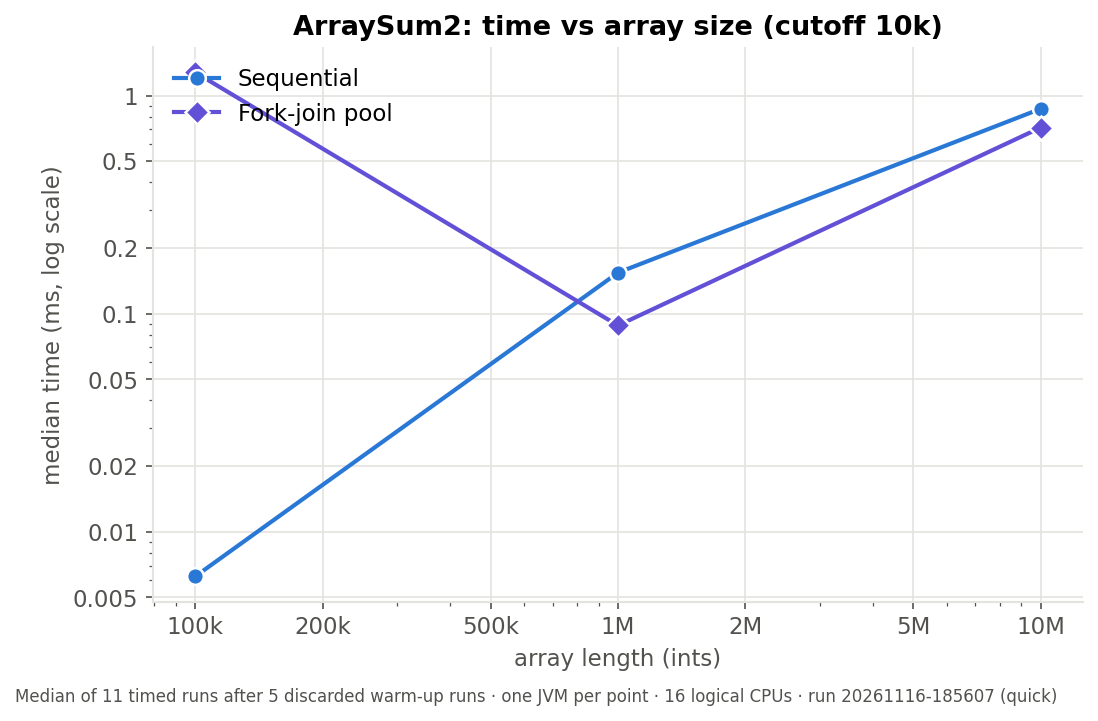 ArraySum2: time vs array size (cutoff 10k)
Sequential
Fork-join pool
median time (ms, log scale)
1
0.5
0.2
0.1
0.05
0.02
0.01
0.005
100k 200k 500k 1M 2M 5M 10M
array length (ints)
Median of 11 timed runs after 5 discarded warm-up runs · one JVM per point · 16 logical CPUs · run 20261116-185607 (quick)